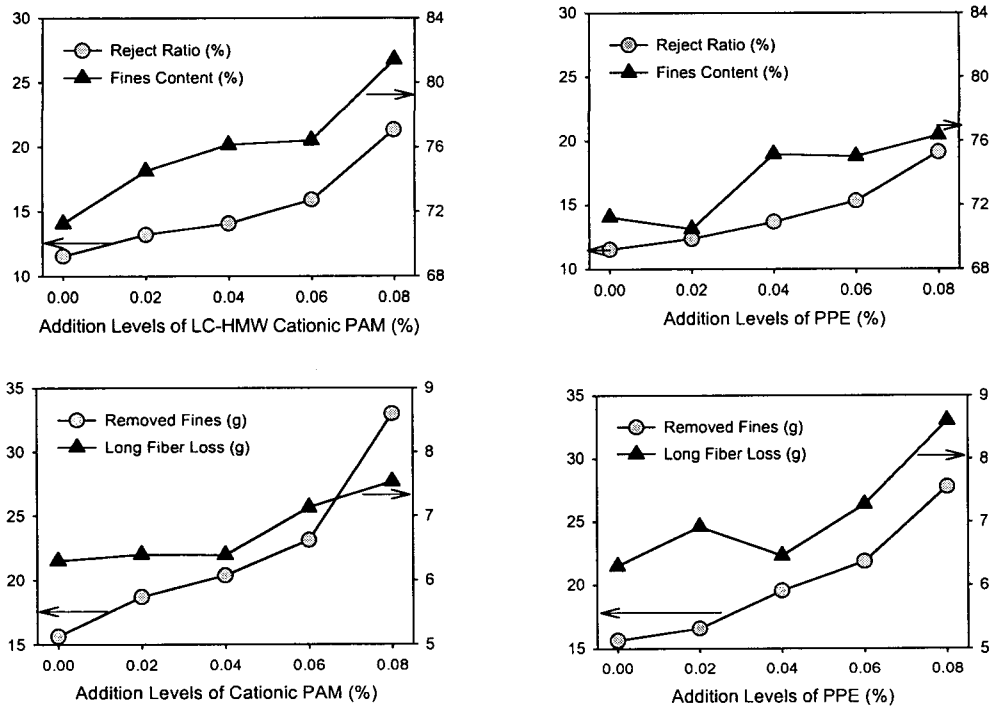 30
25
20
15
10
Reject Ratio (%)
Fines Content (%)
84
80
76
72
68
0.00 0.02 0.04 0.06 0.08
Addition Levels of LC-HMW Cationic PAM (%)
30
25
20
15
10
Reject Ratio (%)
Fines Content (%)
84
80
76
72
68
0.00 0.02 0.04 0.06 0.08
Addition Levels of PPE (%)
35
30
25
20
15
Removed Fines (g)
Long Fiber Loss (g)
9
8
7
6
5
0.00 0.02 0.04 0.06 0.08
Addition Levels of Cationic PAM (%)
35
30
25
20
15
Removed Fines (g)
Long Fiber Loss (g)
9
8
7
6
5
0.00 0.02 0.04 0.06 0.08
Addition Levels of PPE (%)